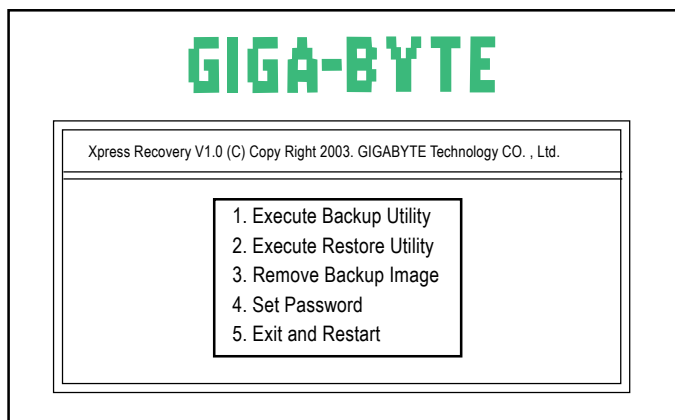 GIGA-BYTE
Xpress Recovery V1.0 (C) Copy Right 2003. GIGABYTE Technology CO. , Ltd.
1. Execute Backup Utility
2. Execute Restore Utility
3. Remove Backup Image
4. Set Password
5. Exit and Restart